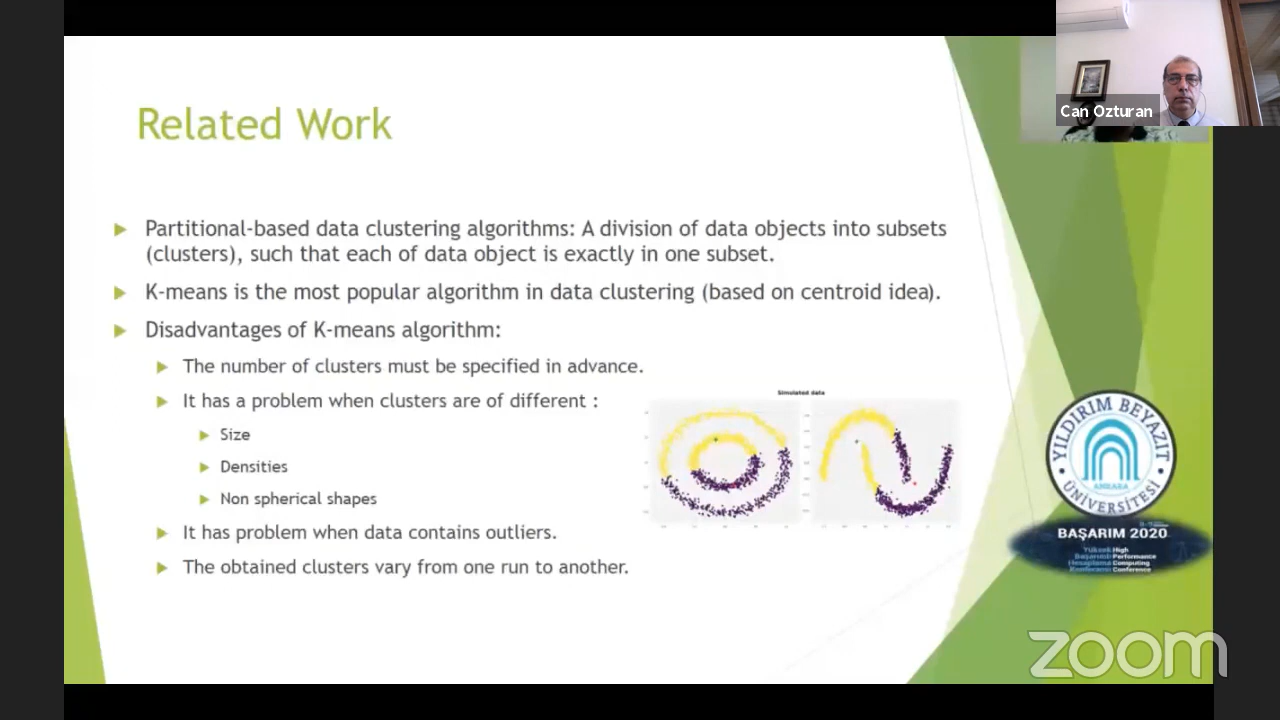 Can Ozturan
Related Work
Partitional-based data clustering algorithms: A division of data objects into subsets
(clusters), such that each of data object is exactly in one subset.
K-means is the most popular algorithm in data clustering (based on centroid idea).
Disadvantages of K-means algorithm:
The number of clusters must be specified in advance.
It has a problem when clusters are of different :
Size
Densities
Non spherical shapes
It has problem when data contains outliers.
The obtained clusters vary from one run to another.
Simulated data
YILDIRIM BEYAZIT
ANKARA
ÜNİVERSİTESİ
BAŞARIM 2020
Yüksek High
Başarımlı Performance
Hesaplama Computing
Konferansı Conference
zoom